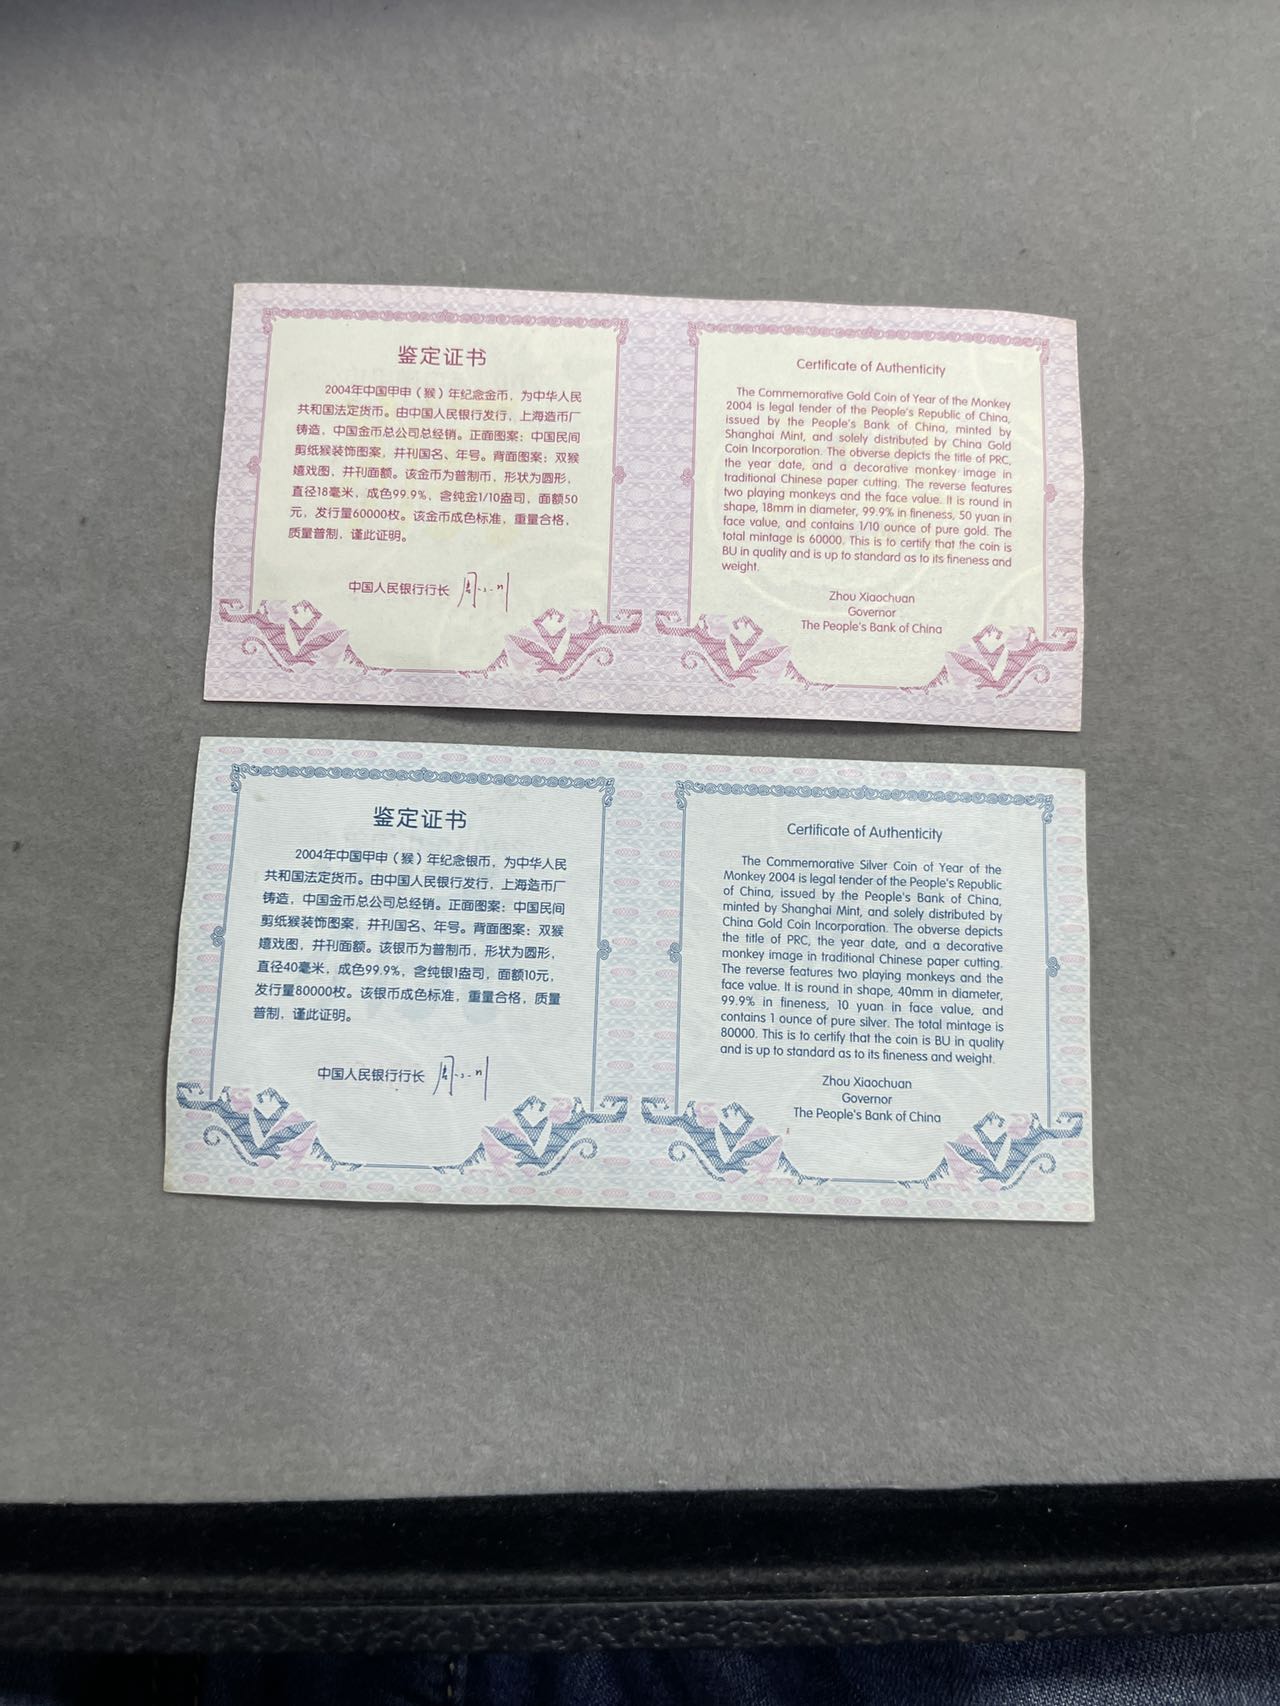 鉴定证书
2004年中国甲申（猴）年纪念金币，为中华人民
共和国法定货币。由中国人民银行发行，上海造币厂
铸造，中国金币总公司总经销。正面图案：中国民间
剪纸猴装饰图案，并刊国名、年号。背面图案：双猴
嬉戏图，并刊面额。该金币为普制币，形状为圆形，
直径18毫米，成色99.9%，含纯金1/10盎司，面额50
元，发行量60000枚。该金币成色标准，重量合格，
质量普制，谨此证明。
中国人民银行行长
Certificate of Authenticity
The Commemorative Gold Coin of Year of the Monkey
2004 is legal tender of the People's Republic of China,
issued by the People's Bank of China, minted by
Shanghai Mint, and solely distributed by China Gold
Coin Incorporation. The obverse depicts the title of PRC,
the year date, and a decorative monkey image in
traditional Chinese paper cutting. The reverse features
two playing monkeys and the face value. It is round in
shape, 18mm in diameter, 99.9% in fineness, 50 yuan in
face value, and contains 1/10 ounce of pure gold. The
total mintage is 60000. This is to certify that the coin is
BU in quality and is up to standard as to its fineness and
weight.
Zhou Xiaochuan
Governor
The People's Bank of China
鉴定证书
2004年中国甲申（猴）年纪念银币，为中华人民
共和国法定货币。由中国人民银行发行，上海造币厂
铸造，中国金币总公司总经销。正面图案：中国民间
剪纸猴装饰图案，并刊国名、年号。背面图案：双猴
嬉戏图，并刊面额。该银币为普制币，形状为圆形，
直径40毫米，成色99.9%，含纯银1盎司，面额10元，
发行量80000枚。该银币成色标准，重量合格，质量
普制，谨此证明。
中国人民银行行长
Certificate of Authenticity
The Commemorative Silver Coin of Year of the
Monkey 2004 is legal tender of the People's Republic
of China, issued by the People's Bank of China,
minted by Shanghai Mint, and solely distributed by
China Gold Coin Incorporation. The obverse depicts
the title of PRC, the year date, and a decorative
monkey image in traditional Chinese paper cutting.
The reverse features two playing monkeys and the
face value. It is round in shape, 40mm in diameter,
99.9% in fineness, 10 yuan in face value, and
contains 1 ounce of pure silver. The total mintage is
80000. This is to certify that the coin is BU in quality
and is up to standard as to its fineness and weight.
Zhou Xiaochuan
Governor
The People's Bank of China